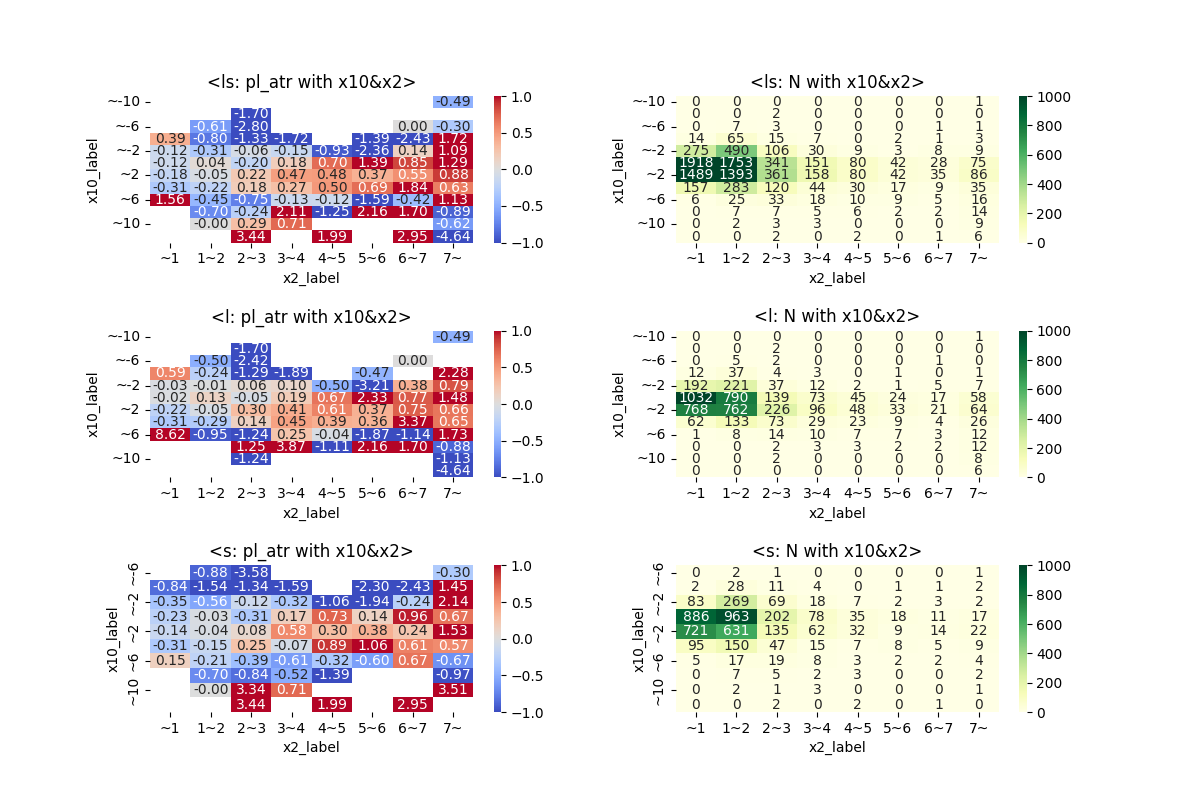 <ls: pl_atr with x10&x2>
x10_label
~-10 -0.49 1.0
-1.70
~-6 -0.61 -2.80 0.00 -0.30
0.39 -0.80 -1.33 -1.72 -1.39 -2.43 1.72 0.5
~-2 -0.12 -0.31 -0.06 -0.15 -0.93 -2.36 0.14 1.09
-0.12 0.04 -0.20 0.18 0.70 1.39 0.85 1.29
~2 -0.18 -0.05 0.22 0.47 0.48 0.37 0.55 0.88 0.0
-0.31 -0.22 0.18 0.27 0.50 0.69 1.84 0.63
~6 1.56 -0.45 -0.75 -0.13 -0.12 -1.59 -0.42 1.13
-0.70 -0.24 2.11 -1.25 2.16 1.70 -0.89 -0.5
~10 -0.00 0.29 0.71 -0.62
3.44 1.99 2.95 -4.64 -1.0
~1 1~2 2~3 3~4 4~5 5~6 6~7 7~
x2_label
<ls: N with x10&x2>
x10_label
~-10 0 0 0 0 0 0 0 1 1000
0 0 2 0 0 0 0 0
~-6 0 7 3 0 0 0 1 1 800
14 65 15 7 0 2 1 3
~-2 275 490 106 30 9 3 8 9 600
1918 1753 341 151 80 42 28 75
~2 1489 1393 361 158 80 42 35 86 400
157 283 120 44 30 17 9 35
~6 6 25 33 18 10 9 5 16
0 7 7 5 6 2 2 14 200
~10 0 2 3 3 0 0 0 9
0 0 2 0 2 0 1 6 0
~1 1~2 2~3 3~4 4~5 5~6 6~7 7~
x2_label
<l: pl_atr with x10&x2>
x10_label
~-10 -0.49 1.0
-1.70
~-6 -0.50 -2.42 0.00
0.59 -0.24 -1.29 -1.89 -0.47 2.28 0.5
~-2 -0.03 -0.01 0.06 0.10 -0.50 -3.21 0.38 0.79
-0.02 0.13 -0.05 0.19 0.67 2.33 0.77 1.48
~2 -0.22 -0.05 0.30 0.45 0.61 0.37 0.75 0.66 0.0
-0.31 -0.29 0.14 0.45 0.39 0.36 3.37 0.65
~6 8.62 -0.95 -1.24 0.25 -0.04 -1.87 -1.14 1.73
1.25 3.87 -1.11 2.16 1.70 -0.88 -0.5
~10 -1.24 -1.13
-4.64 -1.0
~1 1~2 2~3 3~4 4~5 5~6 6~7 7~
x2_label
<l: N with x10&x2>
x10_label
~-10 0 0 0 0 0 0 0 1 1000
0 0 2 0 0 0 0 0
~-6 0 5 2 0 0 0 1 0 800
12 37 4 3 0 1 0 1
~-2 192 221 37 12 2 1 5 7 600
1032 790 139 73 45 24 17 58
~2 768 762 226 96 48 33 21 64 400
62 133 73 29 23 9 4 26
~6 1 8 14 10 7 7 3 12
0 0 2 3 3 2 2 12 200
~10 0 0 2 0 0 0 0 8
0 0 0 0 0 0 0 6 0
~1 1~2 2~3 3~4 4~5 5~6 6~7 7~
x2_label
<s: pl_atr with x10&x2>
x10_label
~-6 -0.88 -3.58 -0.30 1.0
-0.84 -1.54 -1.34 -1.59 -2.30 -2.43 1.45
~-2 -0.35 -0.56 -0.12 -0.32 -1.06 -1.94 -0.24 2.14 0.5
-0.23 -0.03 -0.31 0.17 0.73 0.14 0.96 0.67
~2 -0.14 -0.04 0.08 0.58 0.30 0.38 0.24 1.53
-0.31 -0.15 0.25 -0.07 0.89 1.06 0.61 0.57 0.0
~6 0.15 -0.21 -0.39 -0.61 -0.32 -0.60 0.67 -0.67
-0.70 -0.84 -0.52 -1.39 -0.97 -0.5
~10 -0.00 3.34 0.71 3.51
3.44 1.99 2.95 -1.0
~1 1~2 2~3 3~4 4~5 5~6 6~7 7~
x2_label
<s: N with x10&x2>
x10_label
~-6 0 2 1 0 0 0 0 1 1000
2 28 11 4 0 1 1 2
~-2 83 269 69 18 7 2 3 2 800
886 963 202 78 35 18 11 17 600
~2 721 631 135 62 32 9 14 22
95 150 47 15 7 8 5 9 400
~6 5 17 19 8 3 2 2 4
0 7 5 2 3 0 0 2 200
~10 0 2 1 3 0 0 0 1
0 0 2 0 2 0 1 0 0
~1 1~2 2~3 3~4 4~5 5~6 6~7 7~
x2_label